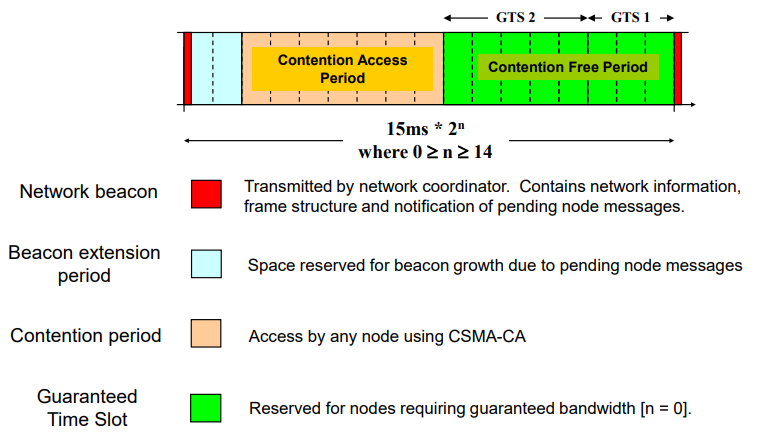 GTS 2
GTS 1
Contention Access
Period
Contention Free Period
15ms * 2ⁿ
where 0 ≥ n ≥ 14
Network beacon
Transmitted by network coordinator. Contains network information,
frame structure and notification of pending node messages.
Beacon extension
period
Space reserved for beacon growth due to pending node messages
Contention period
Access by any node using CSMA-CA
Guaranteed
Time Slot
Reserved for nodes requiring guaranteed bandwidth [n = 0].